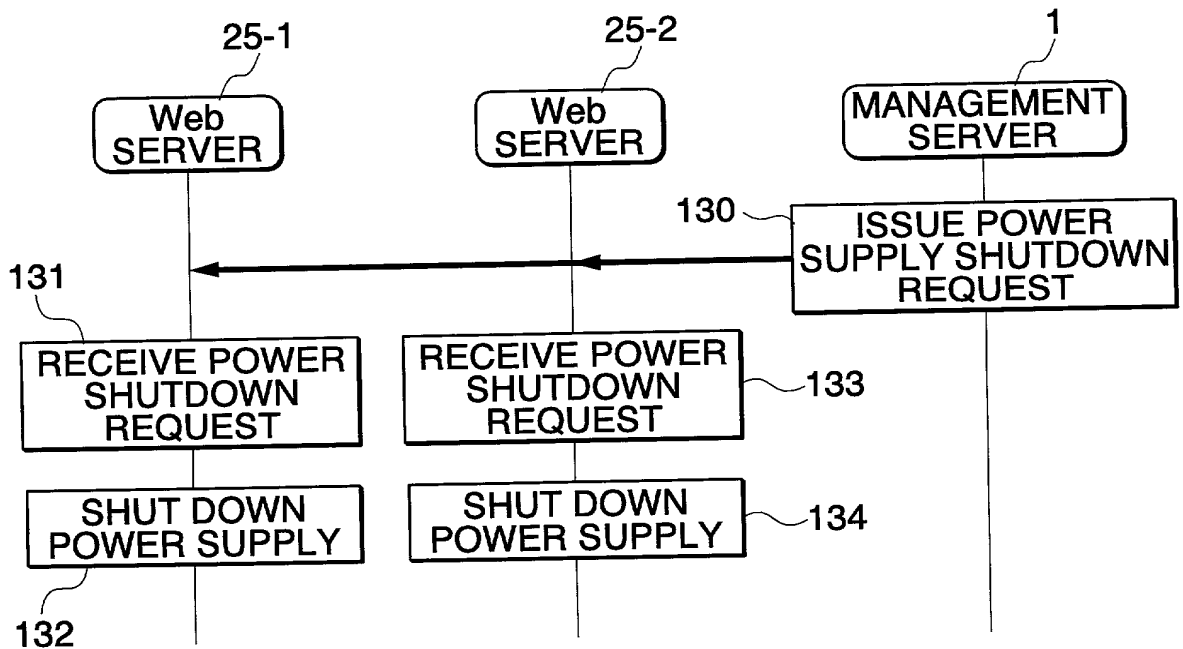 25-1
25-2
1
Web
SERVER
Web
SERVER
MANAGEMENT
SERVER
130
ISSUE POWER
SUPPLY SHUTDOWN
REQUEST
131
RECEIVE POWER
SHUTDOWN
REQUEST
RECEIVE POWER
SHUTDOWN
REQUEST
133
SHUT DOWN
POWER SUPPLY
SHUT DOWN
POWER SUPPLY
134
132